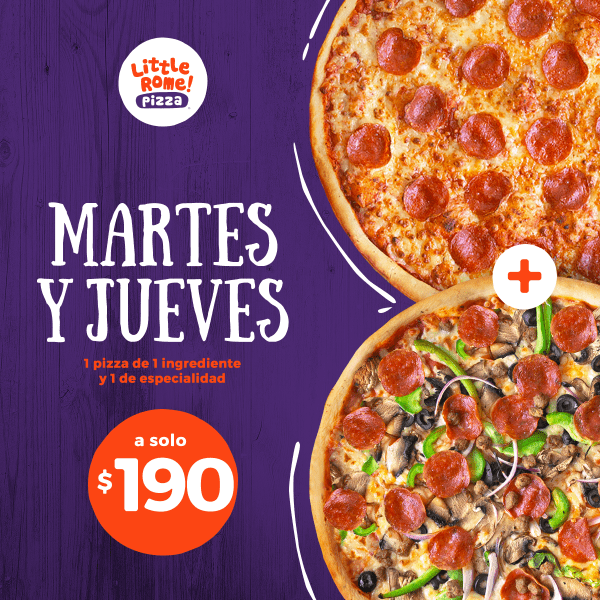 Little
Rome!
Pizza
MARTES
Y JUEVES
1 pizza de 1 ingrediente
y 1 de especialidad
a solo
$190
+